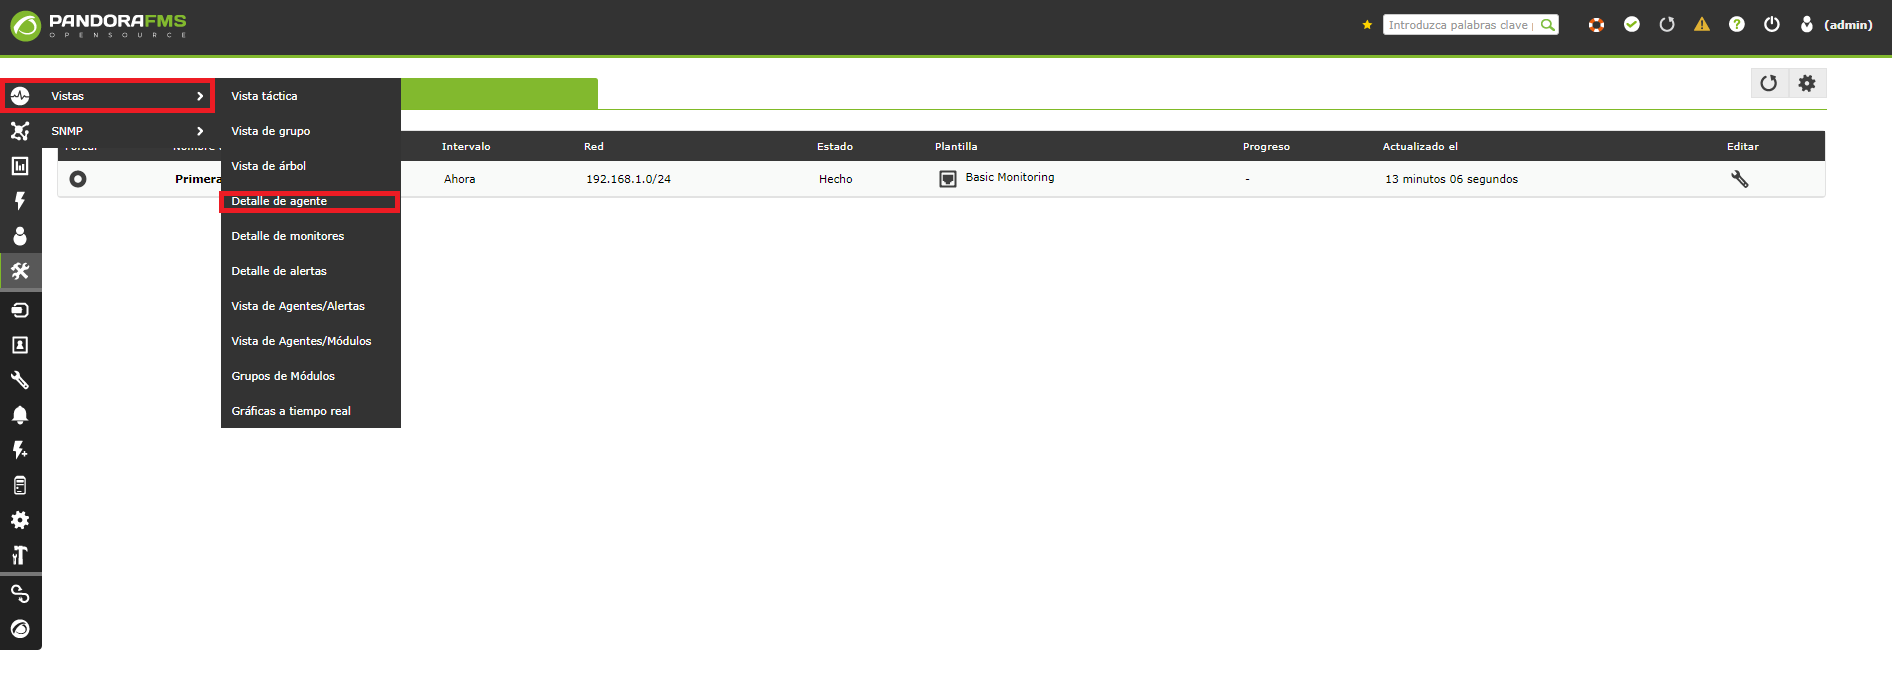 PANDORAFMS
OPENSOURCE
Introduzca palabras clave
(admin)
Vistas
SNMP
Vista táctica
Vista de grupo
Vista de árbol
Detalle de agente
Detalle de monitores
Detalle de alertas
Vista de Agentes/Alertas
Vista de Agentes/Módulos
Grupos de Módulos
Gráficas a tiempo real
Intervalo Red Estado Plantilla Progreso Actualizado el Editar
Primera Ahora 192.168.1.0/24 Hecho Basic Monitoring - 13 minutos 06 segundos